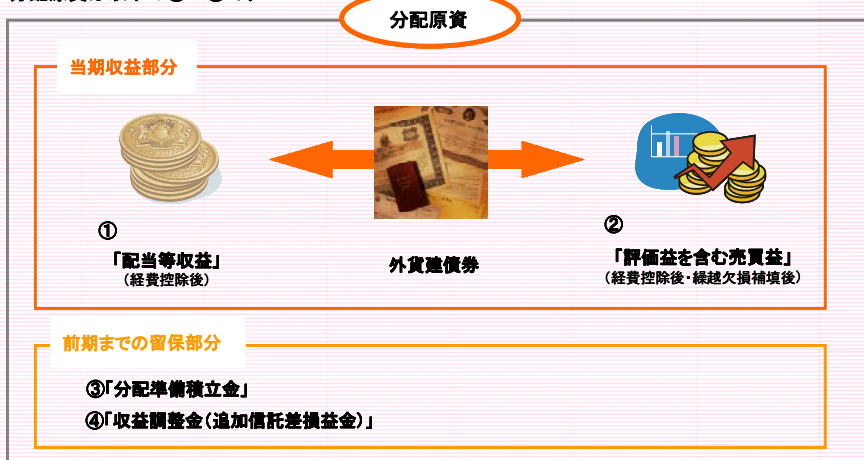 分配原資
当期収益部分
①
「配当等収益」
(経費控除後)
外貨建債券
②
「評価益を含む売買益」
(経費控除後・繰越欠損補填後)
前期までの留保部分
③「分配準備積立金」
④「収益調整金(追加信託差損益金)」